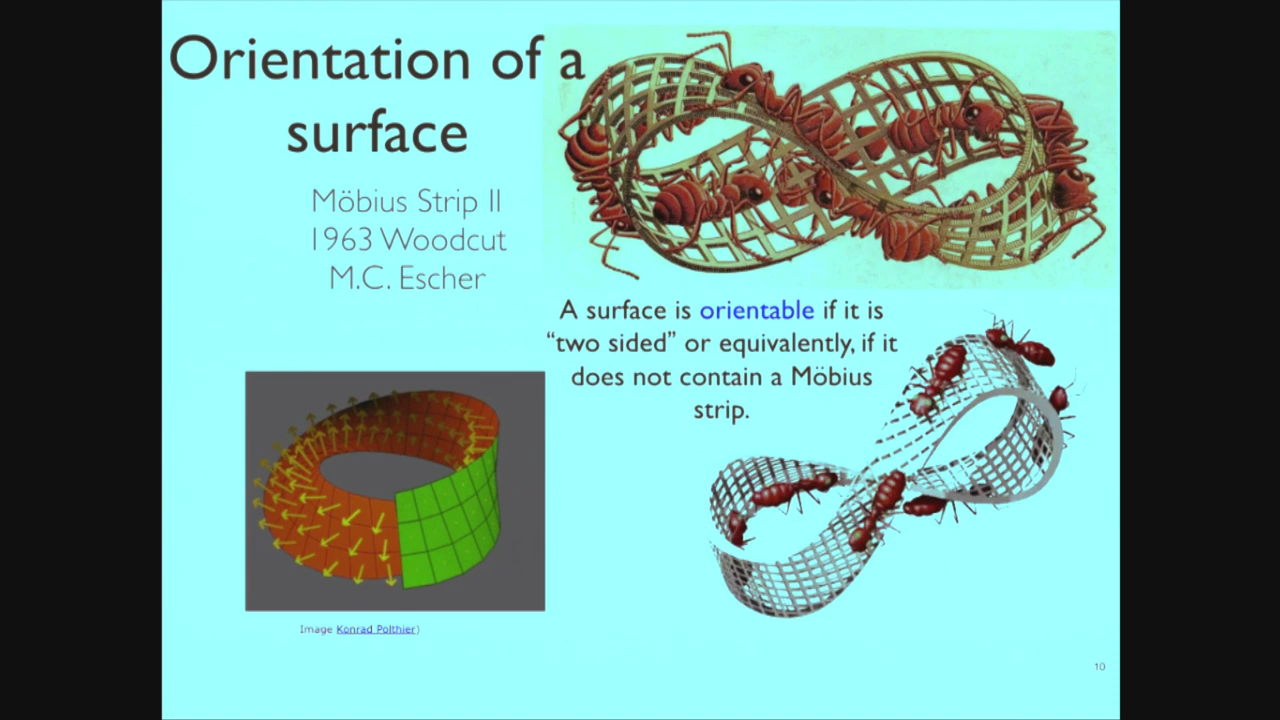 Orientation of a
surface
Möbius Strip II
1963 Woodcut
M.C. Escher
A surface is orientable if it is
“two sided” or equivalently, if it
does not contain a Möbius
strip.
Image Konrad Polthier)
10